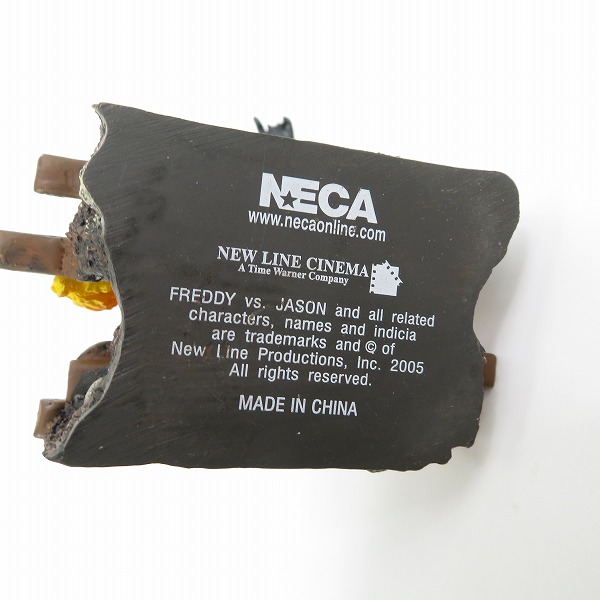 NECA
www.necaonline.com
NEW LINE CINEMA
A Time Warner Company
FREDDY vs. JASON and all related
characters, names and indicia
are trademarks and © of
New Line Productions, Inc. 2005
All rights reserved.
MADE IN CHINA